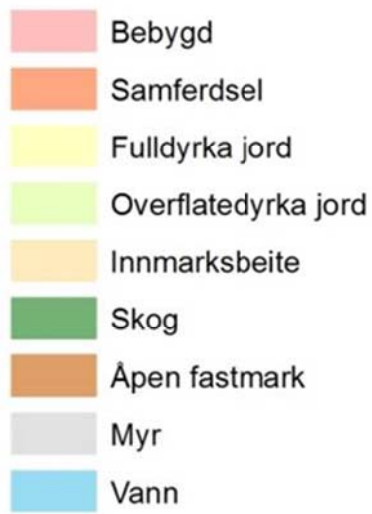 Bebygd
Samferdsel
Fulldyrka jord
Overflatedyrka jord
Innmarksbeite
Skog
Åpen fastmark
Myr
Vann